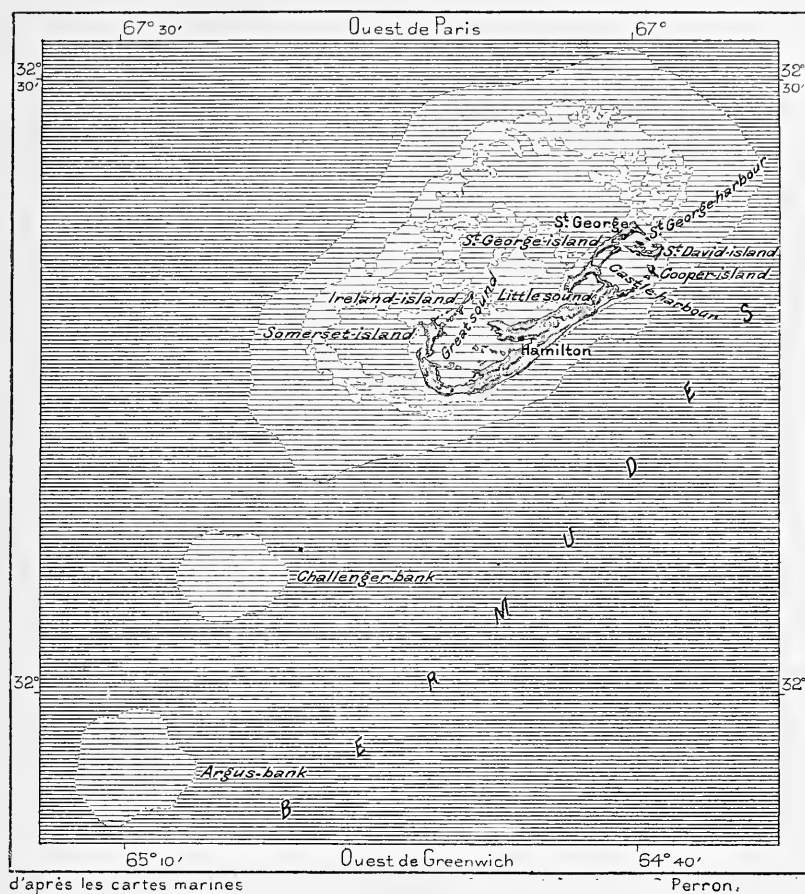 67° 30' Ouest de Paris 67°
32° 30' 32° 30'
St George
St George harbour
St George-island
St David-island
Castle harbour
Cooper-island
Ireland-island
Great sound
Little sound
Somerset-island
Hamilton
BERMUDES
Challenger-bank
32° 32°
Argus-bank
65°10' Ouest de Greenwich 64°40'
d'après les cartes marines Perron.